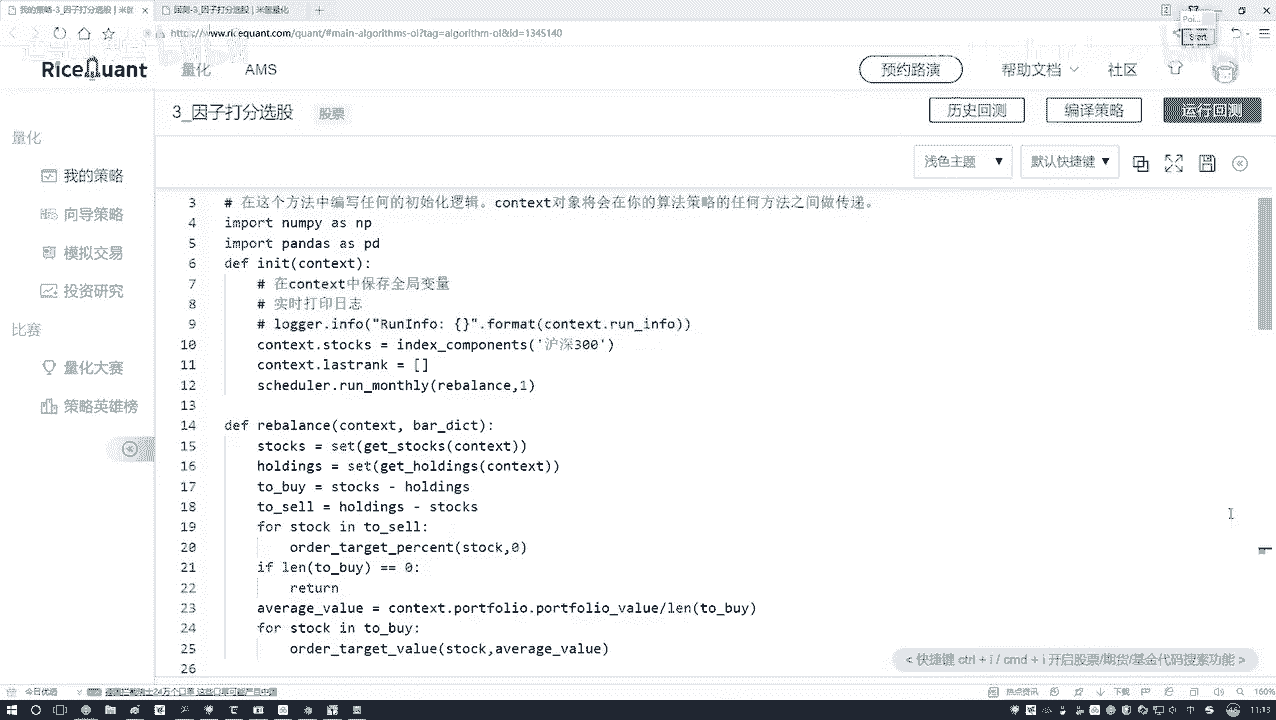 我的策略-3_因子打分选股 | 米筐
-3_因子打分选股 | 米筐量化
http://www.ricequant.com/quant/#main-algorithms-ol?tag=algorithm-ol&id=1345140
RiceQuant 量化 AMS 预约路演 帮助文档 社区
3_因子打分选股 股票 历史回测 编译策略 运行回测
量化
我的策略
向导策略
模拟交易
投资研究
比赛
量化大赛
策略英雄榜
浅色主题 默认快捷键
3 # 在这个方法中编写任何的初始化逻辑。context对象将会在你的算法策略的任何方法之间做传递。
4 import numpy as np
5 import pandas as pd
6 def init(context):
7 # 在context中保存全局变量
8 # 实时打印日志
9 # logger.info("RunInfo: {}".format(context.run_info))
10 context.stocks = index_components('沪深300')
11 context.lastrank = []
12 scheduler.run_monthly(rebalance,1)
13
14 def rebalance(context, bar_dict):
15 stocks = set(get_stocks(context))
16 holdings = set(get_holdings(context))
17 to_buy = stocks - holdings
18 to_sell = holdings - stocks
19 for stock in to_sell:
20 order_target_percent(stock,0)
21 if len(to_buy) == 0:
22 return
23 average_value = context.portfolio.portfolio_value/len(to_buy)
24 for stock in to_buy:
25 order_target_value(stock,average_value)
26
< 快捷键 ctrl + i / cmd + i 开启股票/期货/基金代码搜索功能 >
今日优选
热点资讯 下载 160%
中 11:13